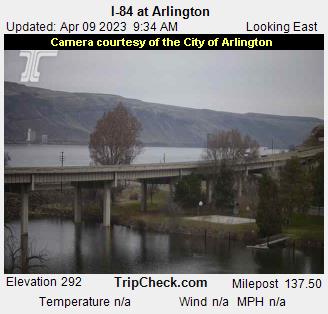 I-84 at Arlington
Updated: Apr 09 2023 9:34 AM Looking East
Camera courtesy of the City of Arlington
Elevation 292 TripCheck.com Milepost 137.50
Temperature n/a Wind n/a MPH n/a